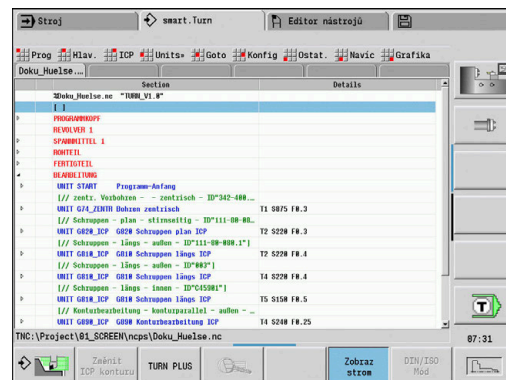 Stroj
smart.Turn
Editor nástrojů
Prog Hlav. ICP Units» Goto Konfig Ostat. Navíc Grafika
Doku_Huelse....
Section Details
%Doku_Huelse.nc "TURN_V1.0"
[ ]
PROGRAMMKOPF
REVOLVER 1
SPANNMITTEL 1
ROHTEIL
FERTIGTEIL
BEARBEITUNG
UNIT START Programm-Anfang
[// zentr. Vorbohren - - zentrisch - ID"342-400....
UNIT G74_ZENTR Bohren zentrisch T1 S875 F0.3
[// Schruppen - plan - stirnseitig - ID"111-80-08...
UNIT G820_ICP G820 Schruppen plan ICP T2 S220 F0.3
[// Schruppen - längs - außen - ID"111-80-080.1"]
UNIT G810_ICP G810 Schruppen längs ICP T2 S220 F0.4
[// Schruppen - längs - außen - ID"003"]
UNIT G810_ICP G810 Schruppen längs ICP T4 S220 F0.4
[// Schruppen - längs - innen - ID"C45901"]
UNIT G810_ICP G810 Schruppen längs ICP T5 S150 F0.5
[// Konturbearbeitung - konturparallel - außen - ...
UNIT G890_ICP G890 Konturbearbeitung ICP T4 S240 F0.25
TNC:\Project\01_SCREEN\ncps\Doku_Huelse.nc
07:31
T
Změnit
ICP konturu
TURN PLUS
Zobraz
strom
DIN/ISO
Mód